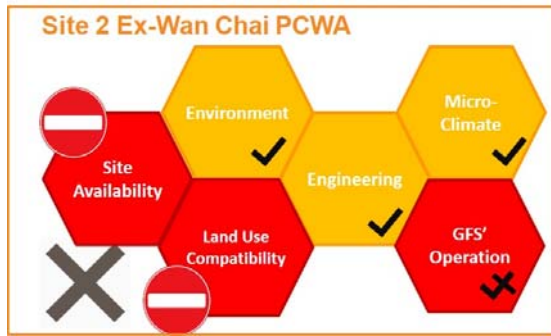 Site 2 Ex-Wan Chai PCWA
Environment
Micro-
Climate
Site
Availability
Engineering
Land Use
Compatibility
GFS'
Operation